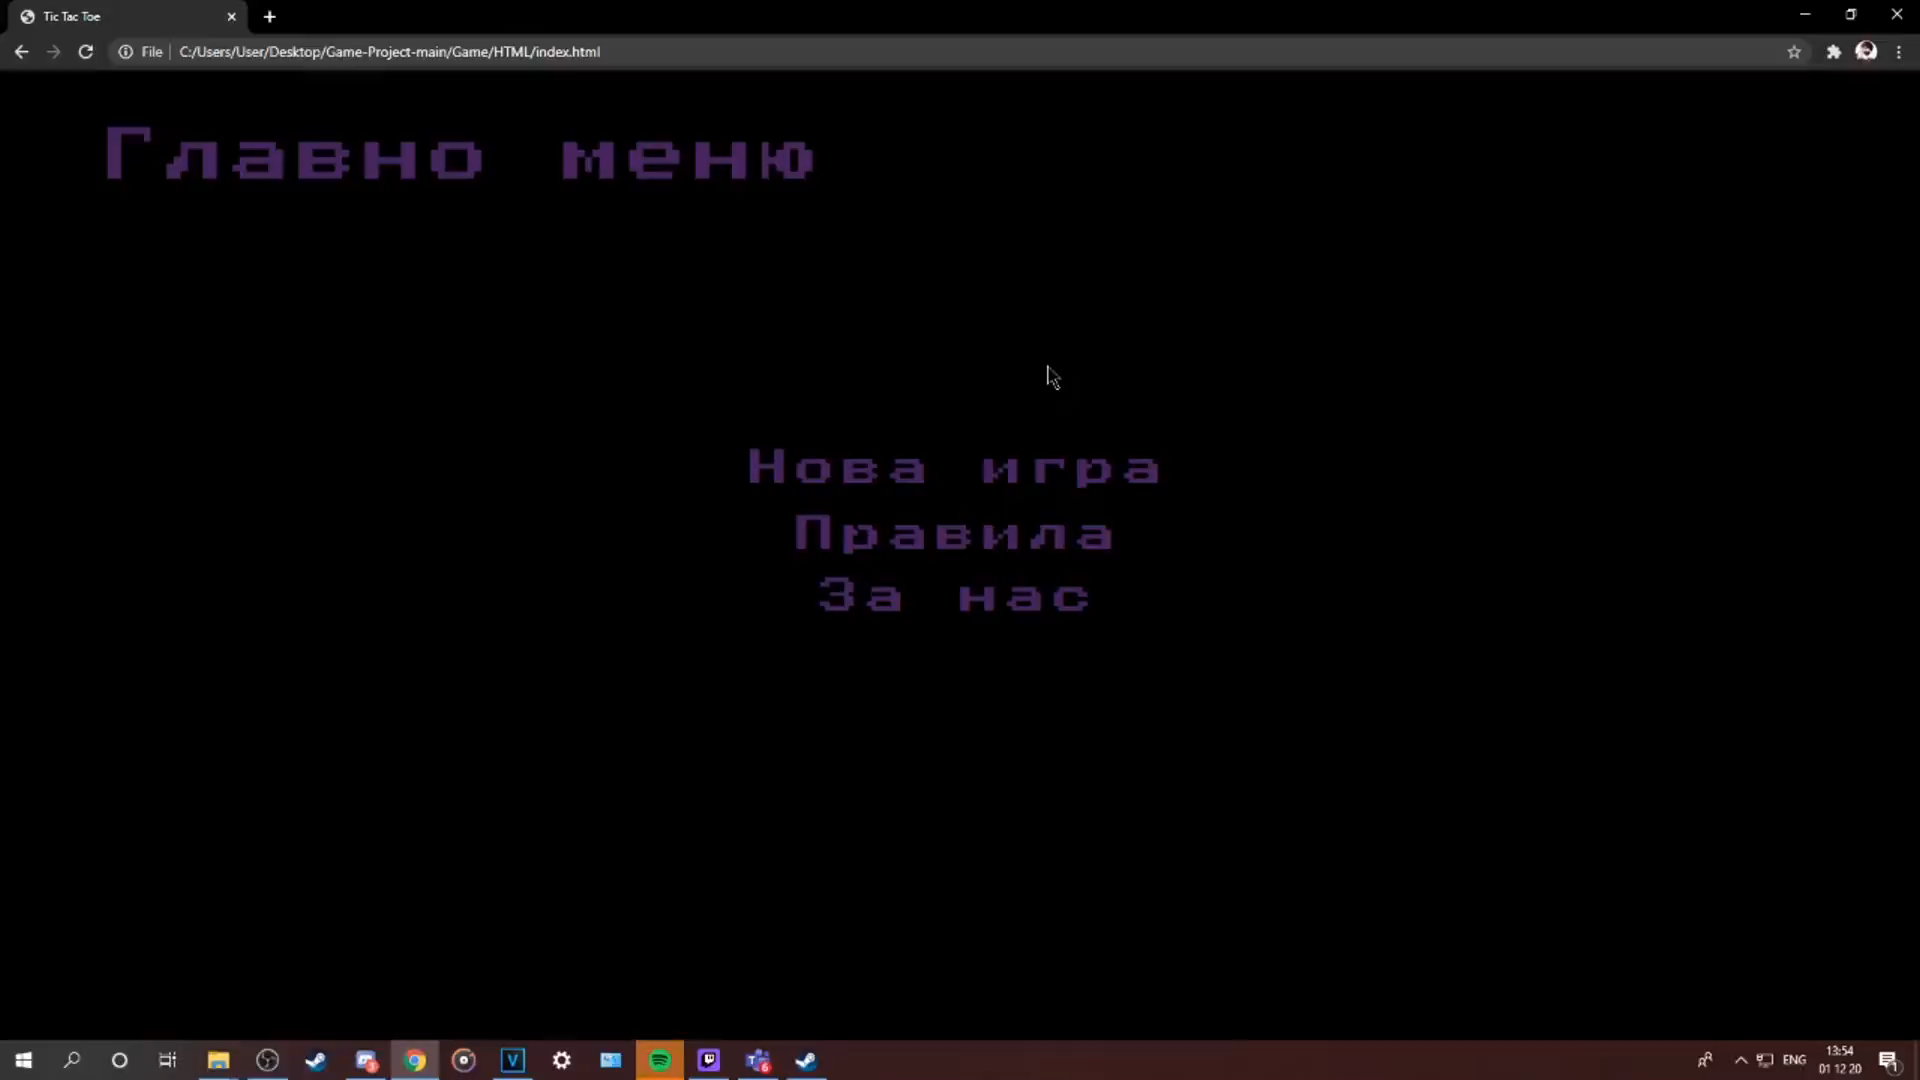 Tic Tac Toe
File C:/Users/User/Desktop/Game-Project-main/Game/HTML/index.html
Главно меню
Нова игра
Правила
За нас
ENG
13:54
01 12 20